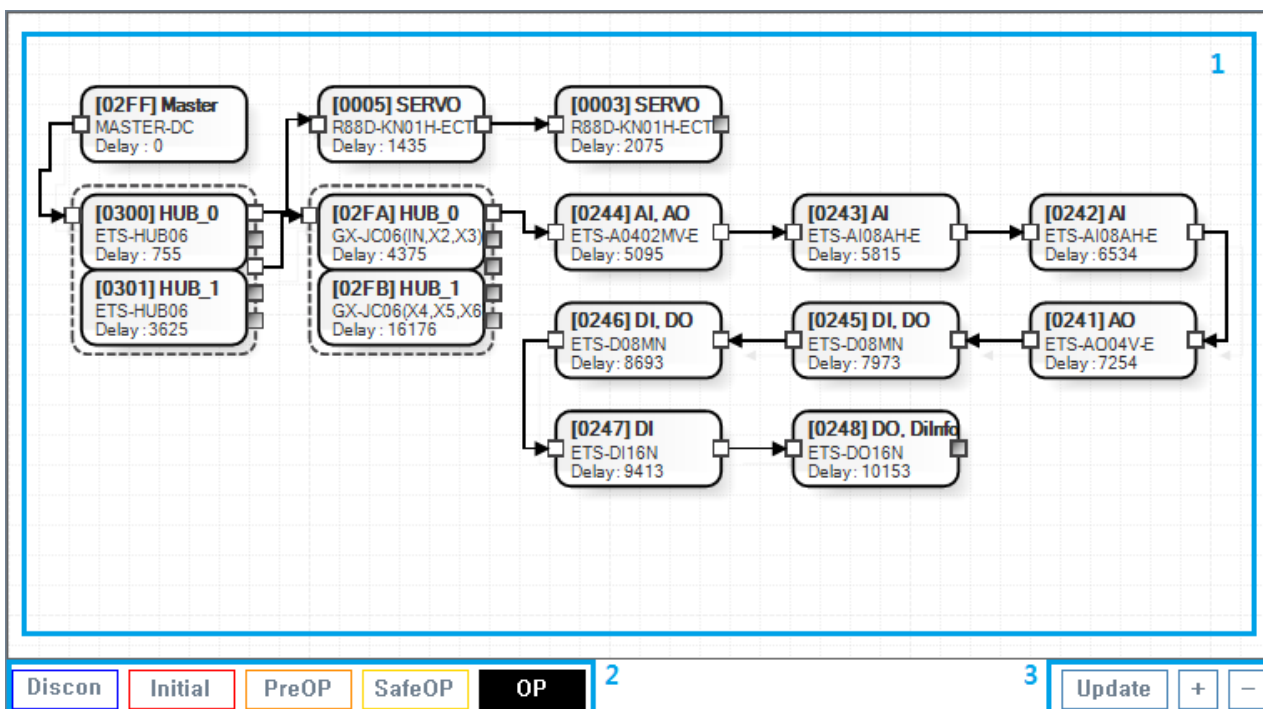 1
[02FF] Master
MASTER-DC
Delay : 0
[0005] SERVO
R88D-KN01H-ECT
Delay : 1435
[0003] SERVO
R88D-KN01H-ECT
Delay : 2075
[0300] HUB_0
ETS-HUB06
Delay : 755
[0301] HUB_1
ETS-HUB06
Delay : 3625
[02FA] HUB_0
GX-JC06(IN,X2,X3)
Delay : 4375
[02FB] HUB_1
GX-JC06(X4,X5,X6
Delay : 16176
[0244] AI, AO
ETS-A0402MV-E
Delay : 5095
[0243] AI
ETS-AI08AH-E
Delay : 5815
[0242] AI
ETS-AI08AH-E
Delay : 6534
[0246] DI, DO
ETS-D08MN
Delay : 8693
[0245] DI, DO
ETS-D08MN
Delay : 7973
[0241] AO
ETS-AO04V-E
Delay : 7254
[0247] DI
ETS-DI16N
Delay : 9413
[0248] DO, DiInfo
ETS-DO16N
Delay : 10153
Discon Initial PreOP SafeOP OP 2 3 Update + −